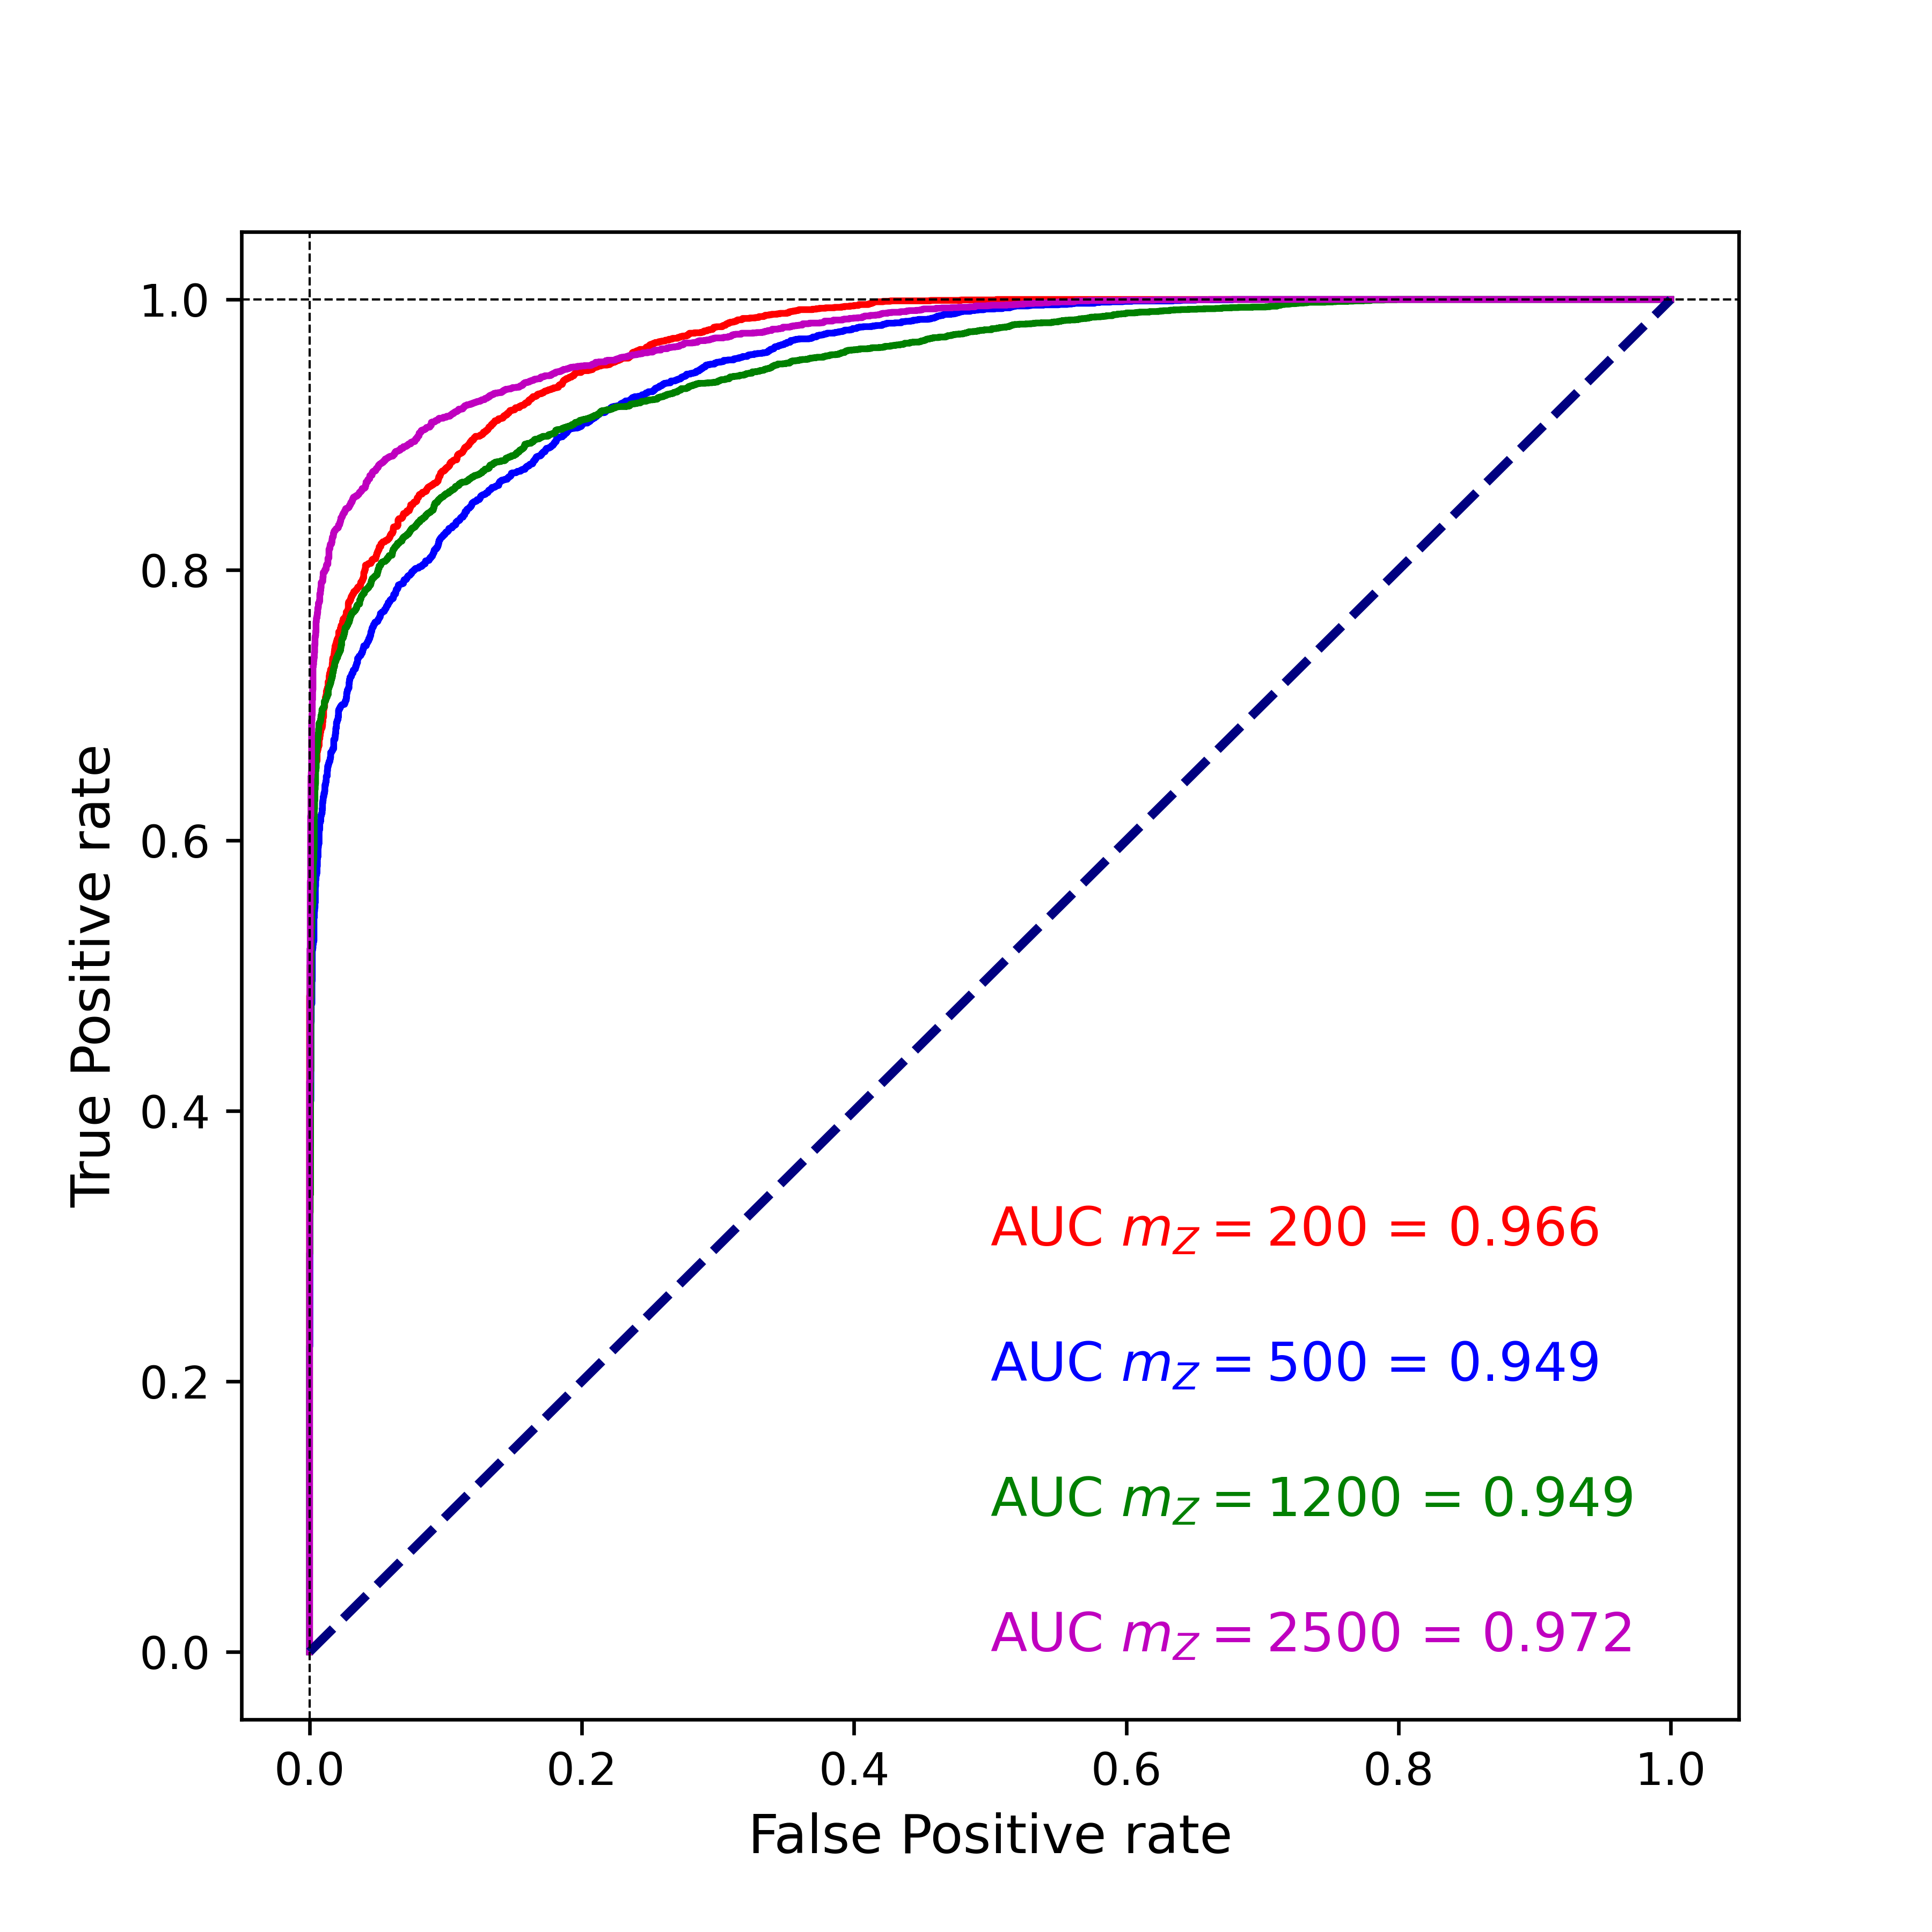 1.0
0.8
0.6
0.4
0.2
0.0
True Positive rate
AUC m_Z = 200 = 0.966
AUC m_Z = 500 = 0.949
AUC m_Z = 1200 = 0.949
AUC m_Z = 2500 = 0.972
0.0 0.2 0.4 0.6 0.8 1.0
False Positive rate